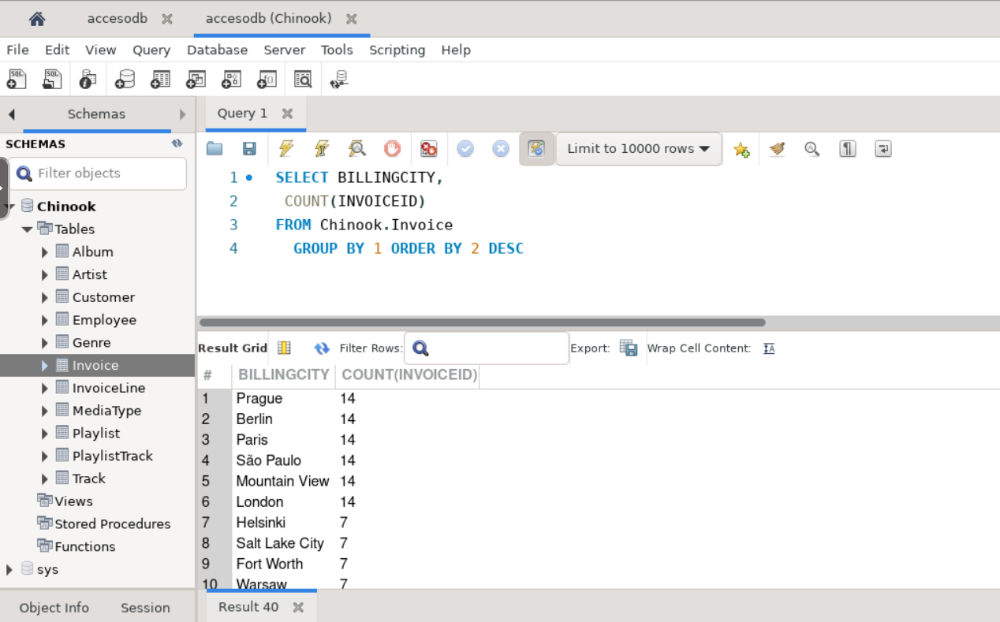 accesodb accesodb (Chinook)
File Edit View Query Database Server Tools Scripting Help
Schemas
SCHEMAS
Filter objects
Chinook
Tables
Album
Artist
Customer
Employee
Genre
Invoice
InvoiceLine
MediaType
Playlist
PlaylistTrack
Track
Views
Stored Procedures
Functions
sys
Object Info Session
Query 1
Limit to 10000 rows
1 SELECT BILLINGCITY,
2 COUNT(INVOICEID)
3 FROM Chinook.Invoice
4 GROUP BY 1 ORDER BY 2 DESC
Result Grid Filter Rows: Export: Wrap Cell Content:
# BILLINGCITY COUNT(INVOICEID)
1 Prague 14
2 Berlin 14
3 Paris 14
4 São Paulo 14
5 Mountain View 14
6 London 14
7 Helsinki 7
8 Salt Lake City 7
9 Fort Worth 7
10 Warsaw 7
Result 40